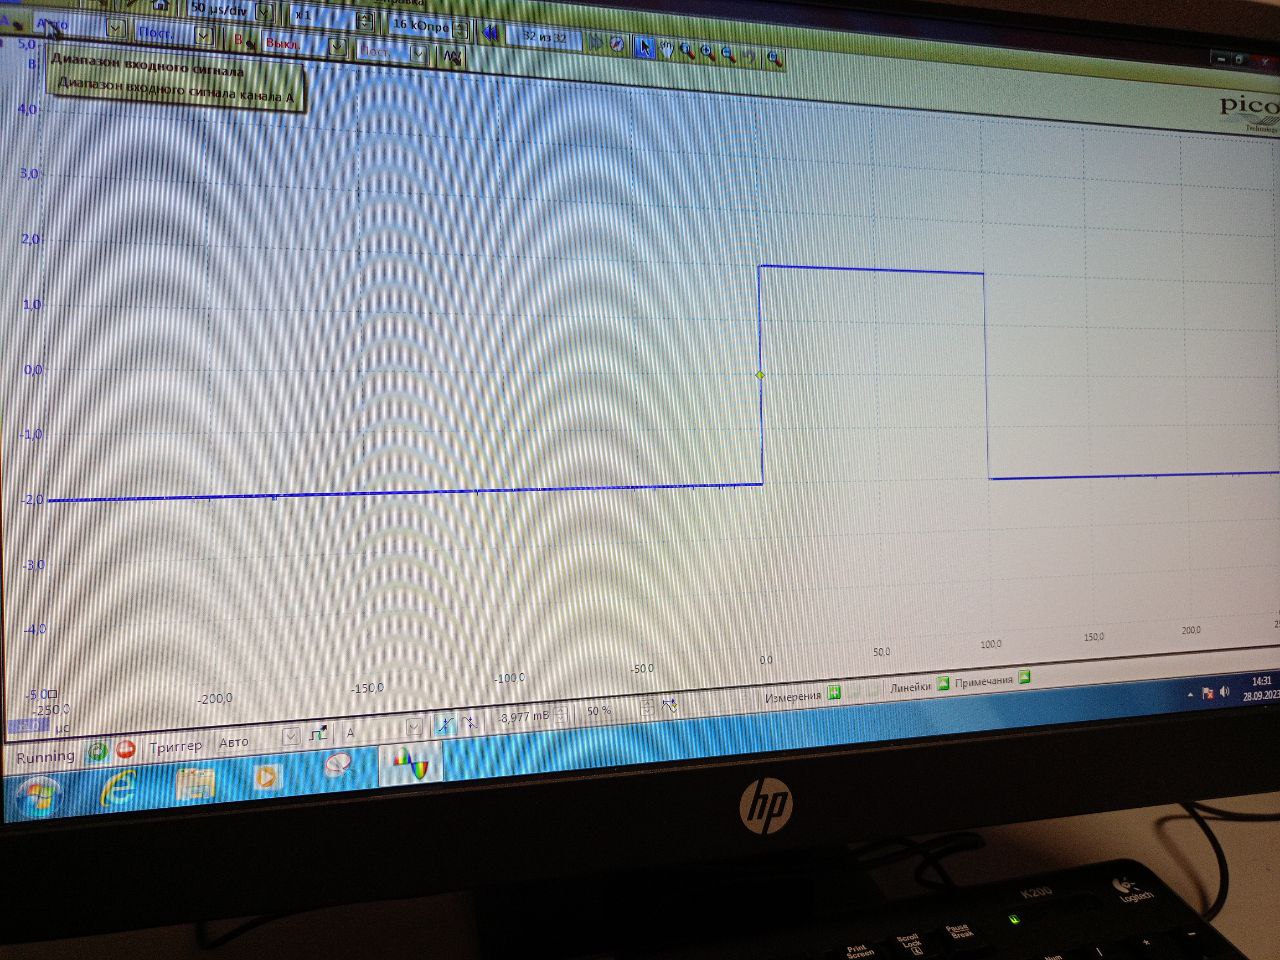 50 µs/div
x1
16 кОпре
32 из 32
A
Авто
Пост.
B
Выкл.
Пост.
Диапазон входного сигнала
Диапазон входного сигнала канала A
pico
Technology
5,0
В
4,0
3,0
2,0
1,0
0,0
-1,0
-2,0
-3,0
-4,0
-5,0
-250,0
-200,0
-150,0
-100,0
-50,0
0,0
50,0
100,0
150,0
200,0
µс
Измерения
Линейки
Примечания
Running
Триггер
Авто
A
-8,977 мВ
50 %
14:31
28.09.2023
hp
K200
Logitech
Print Screen
Scroll Lock
Pause Break
Num